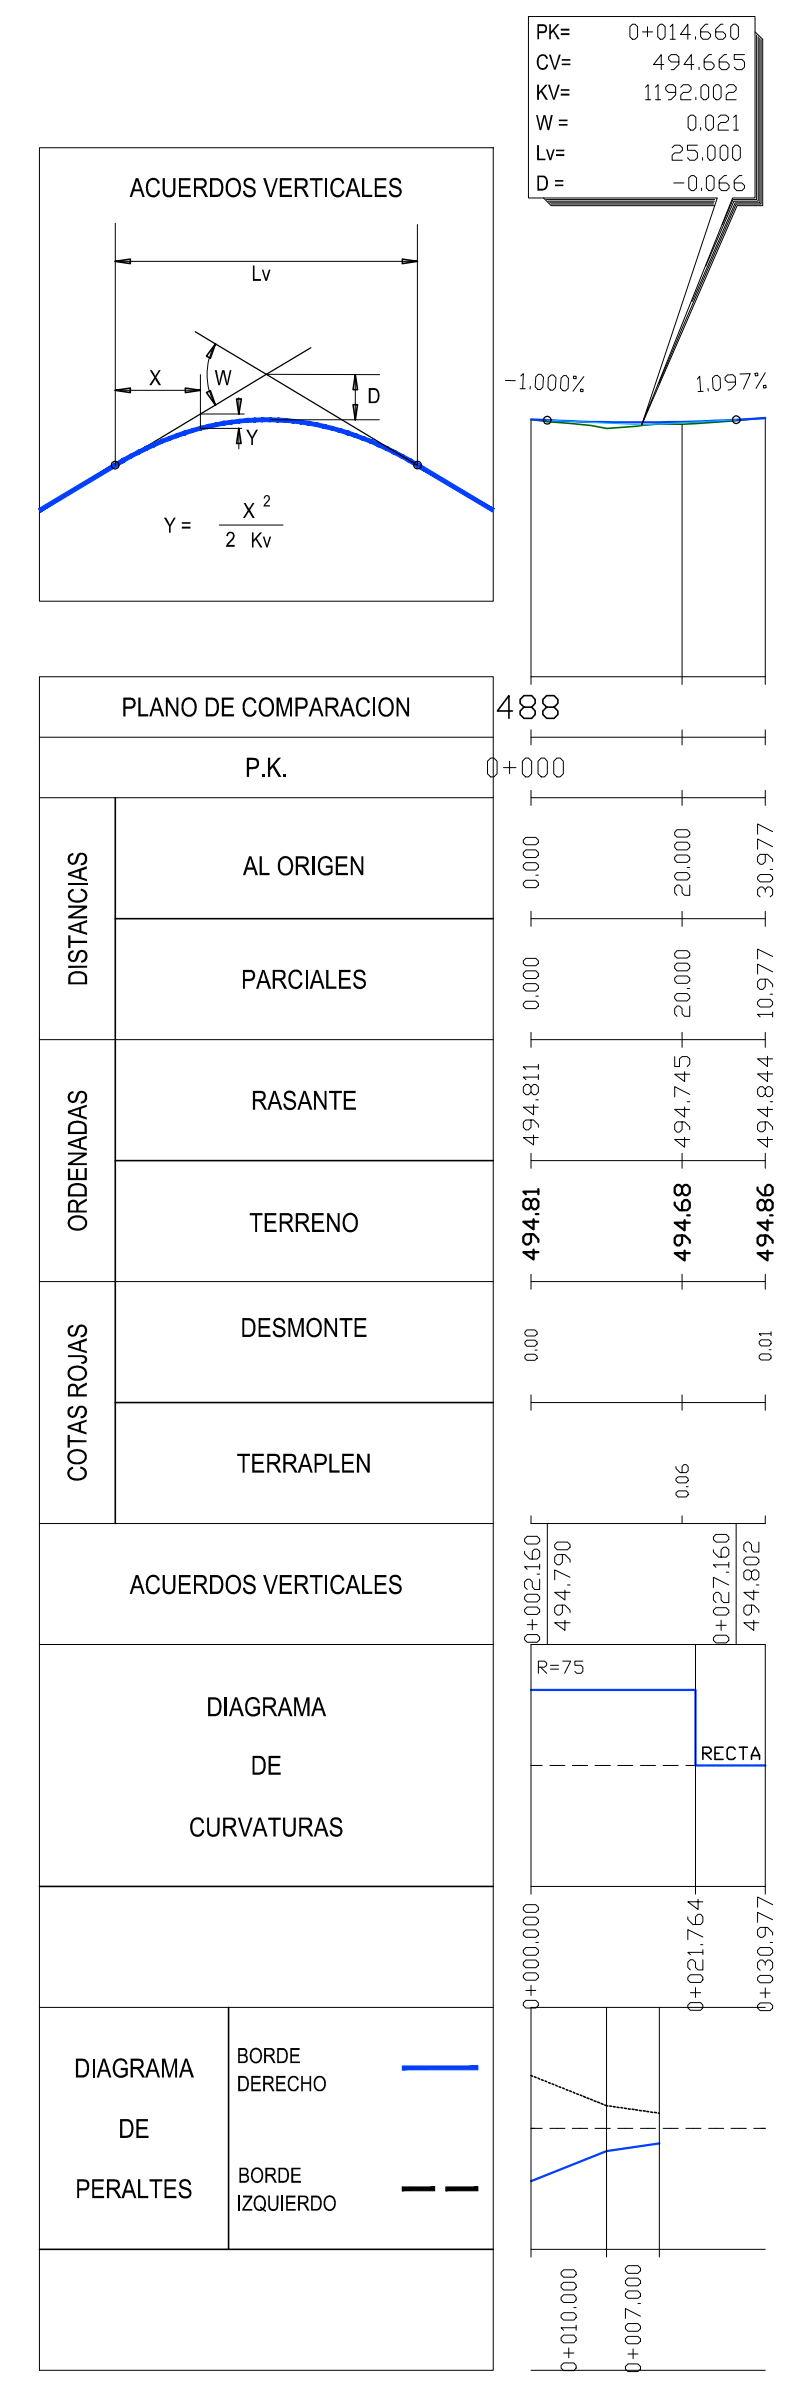 PK= 0+014.660
CV= 494.665
KV= 1192.002
W = 0.021
Lv= 25.000
D = -0.066
ACUERDOS VERTICALES
Lv
X
W
D
Y
Y = X 2
2 Kv
-1.000%
1.097%
PLANO DE COMPARACION 488
P.K. 0+000
DISTANCIAS
AL ORIGEN 0.000 20.000 30.977
PARCIALES 0.000 20.000 10.977
ORDENADAS
RASANTE 494.811 494.745 494.844
TERRENO 494.81 494.68 494.86
COTAS ROJAS
DESMONTE 0.00 0.01
TERRAPLEN 0.06
ACUERDOS VERTICALES 0+002.160 494.790 0+027.160 494.802
DIAGRAMA
DE
CURVATURAS
R=75
RECTA
0+000.000 0+021.764 0+030.977
DIAGRAMA
DE
PERALTES
BORDE
DERECHO
BORDE
IZQUIERDO
0+010.000 0+007.000